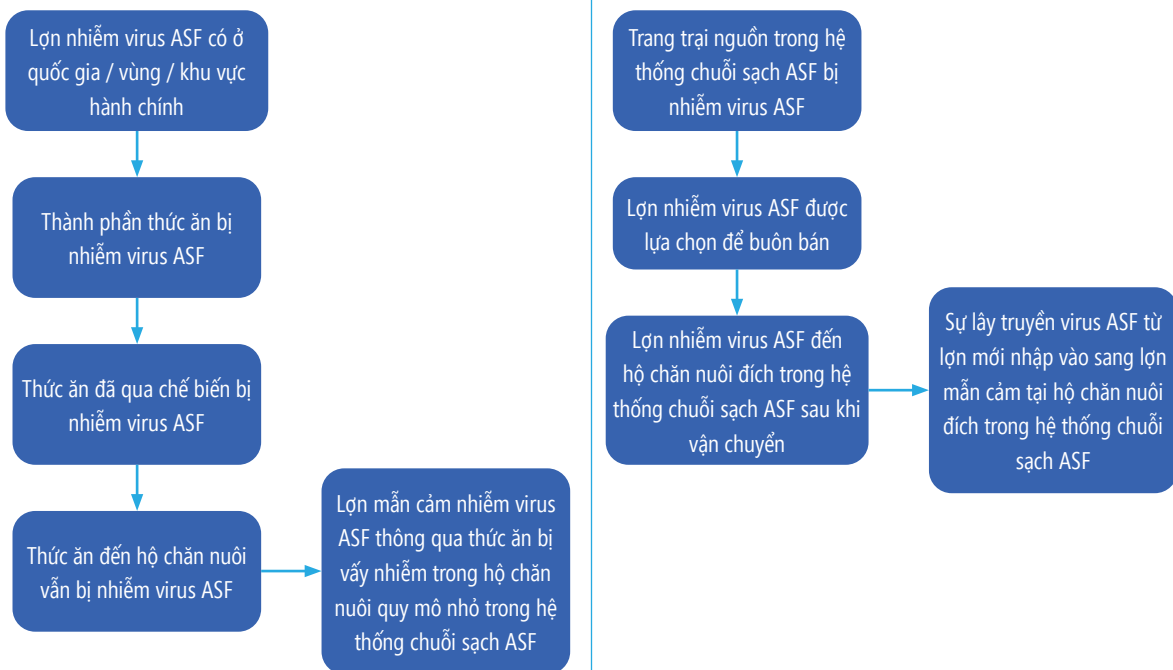 Lợn nhiễm virus ASF có ở
quốc gia / vùng / khu vực
hành chính
Thành phần thức ăn bị
nhiễm virus ASF
Thức ăn đã qua chế biến bị
nhiễm virus ASF
Thức ăn đến hộ chăn nuôi
vẫn bị nhiễm virus ASF
Lợn mẫn cảm nhiễm virus
ASF thông qua thức ăn bị
vấy nhiễm trong hộ chăn
nuôi quy mô nhỏ trong hệ
thống chuỗi sạch ASF
Trang trại nguồn trong hệ
thống chuỗi sạch ASF bị
nhiễm virus ASF
Lợn nhiễm virus ASF được
lựa chọn để buôn bán
Lợn nhiễm virus ASF đến
hộ chăn nuôi đích trong hệ
thống chuỗi sạch ASF sau khi
vận chuyển
Sự lây truyền virus ASF từ
lợn mới nhập vào sang lợn
mẫn cảm tại hộ chăn nuôi
đích trong hệ thống chuỗi
sạch ASF